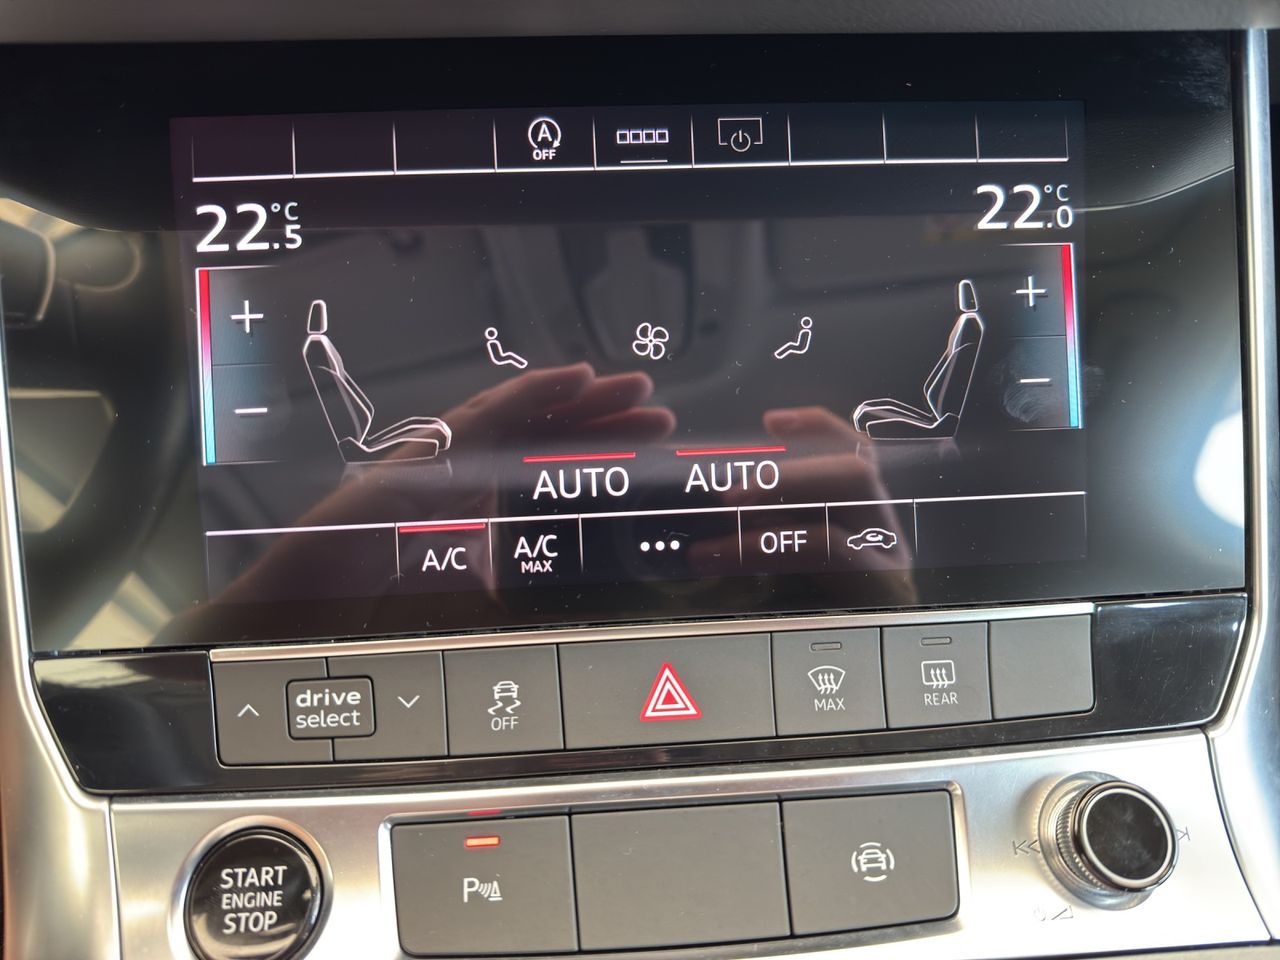 A
OFF
22.5 °C
22.0 °C
+
+
−
−
AUTO AUTO
A/C
A/C
MAX
•••
OFF
drive
select
OFF
MAX
REAR
START
ENGINE
STOP
P